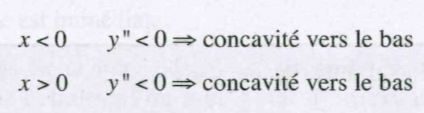 x < 0 y" < 0 ⇒ concavité vers le bas
x > 0 y" < 0 ⇒ concavité vers le bas